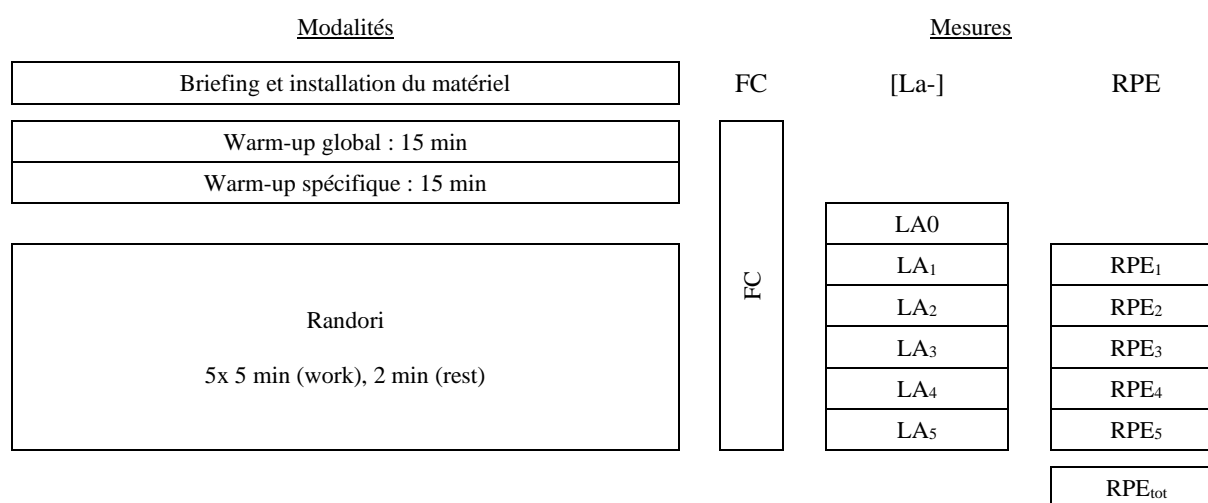 Modalités
Mesures
Briefing et installation du matériel
FC
[La-]
RPE
Warm-up global : 15 min
Warm-up spécifique : 15 min
FC
LA0
LA₁
RPE₁
LA₂
RPE₂
Randori
LA₃
RPE₃
5x 5 min (work), 2 min (rest)
LA₄
RPE₄
LA₅
RPE₅
RPEtot